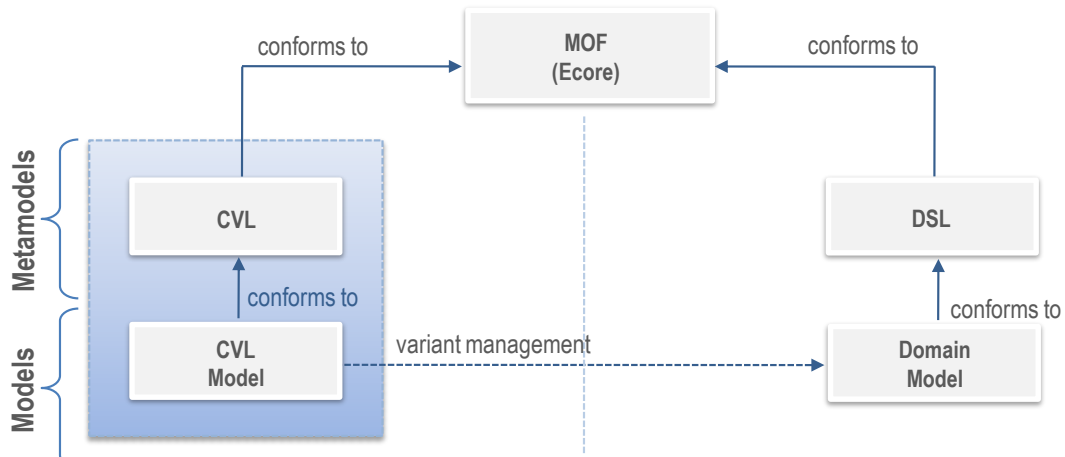 conforms to
MOF
(Ecore)
conforms to
Metamodels
CVL
DSL
conforms to
conforms to
Models
CVL
Model
variant management
Domain
Model